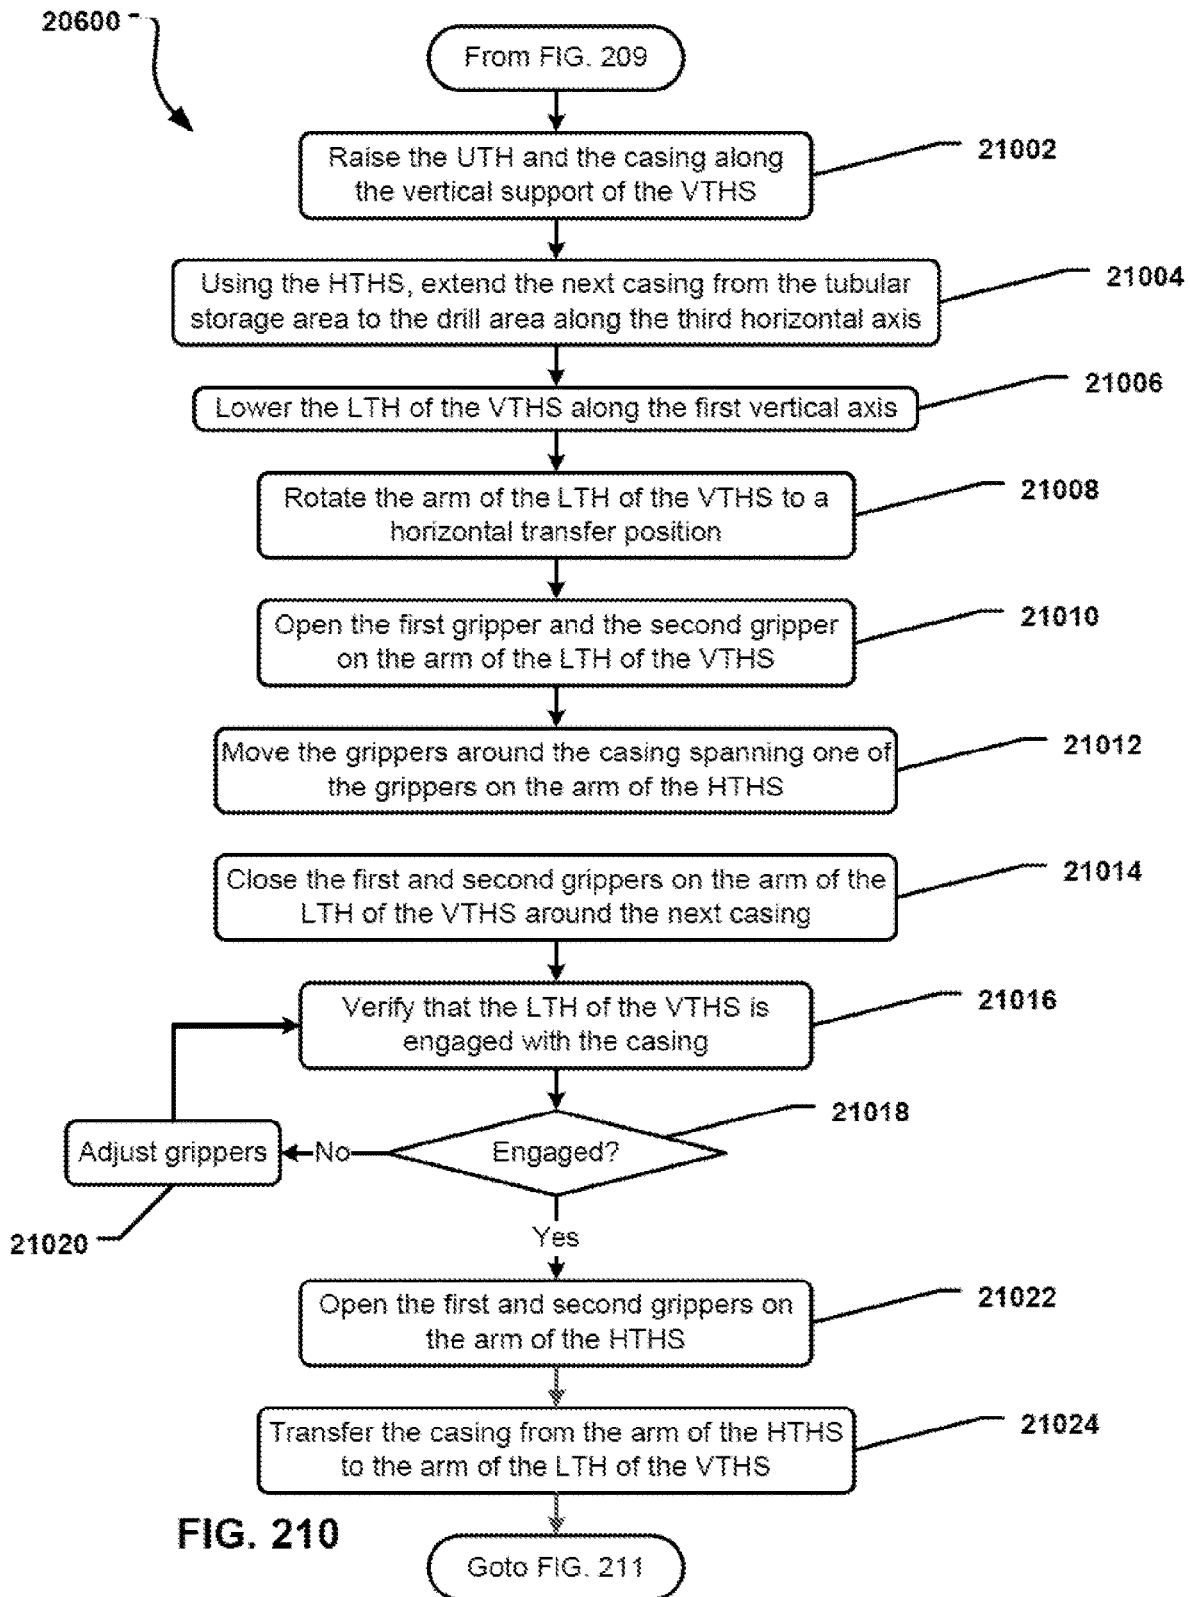 20600
From FIG. 209
Raise the UTH and the casing along
the vertical support of the VTHS
21002
Using the HTHS, extend the next casing from the tubular
storage area to the drill area along the third horizontal axis
21004
Lower the LTH of the VTHS along the first vertical axis
21006
Rotate the arm of the LTH of the VTHS to a
horizontal transfer position
21008
Open the first gripper and the second gripper
on the arm of the LTH of the VTHS
21010
Move the grippers around the casing spanning one of
the grippers on the arm of the HTHS
21012
Close the first and second grippers on the arm of the
LTH of the VTHS around the next casing
21014
Verify that the LTH of the VTHS is
engaged with the casing
21016
Engaged?
21018
No
Adjust grippers
21020
Yes
Open the first and second grippers on
the arm of the HTHS
21022
Transfer the casing from the arm of the HTHS
to the arm of the LTH of the VTHS
21024
FIG. 210
Goto FIG. 211